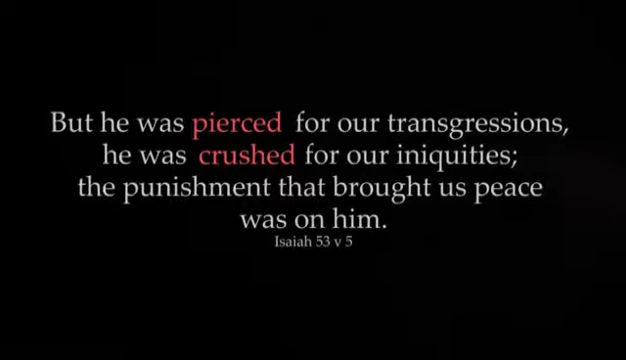 But he was pierced for our transgressions,
he was crushed for our iniquities;
the punishment that brought us peace
was on him.
Isaiah 53 v 5